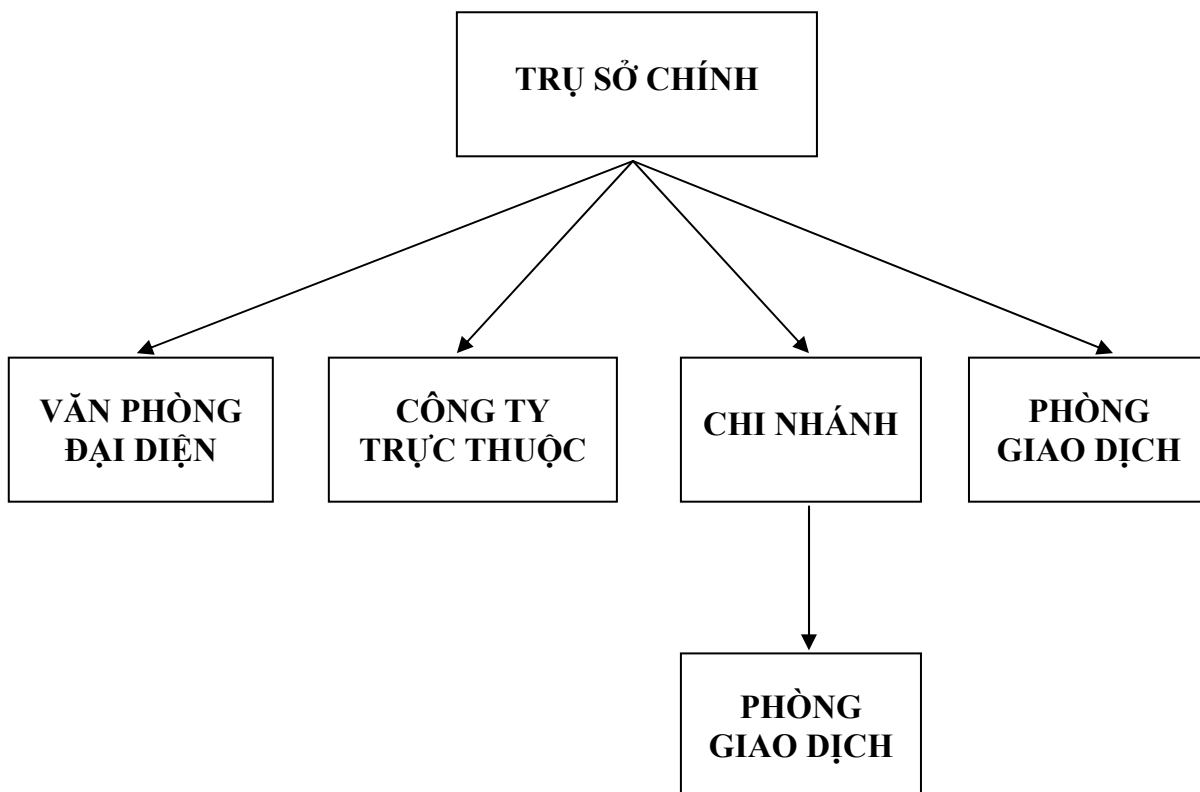 TRỤ SỞ CHÍNH
VĂN PHÒNG
ĐẠI DIỆN
CÔNG TY
TRỰC THUỘC
CHI NHÁNH
PHÒNG
GIAO DỊCH
PHÒNG
GIAO DỊCH